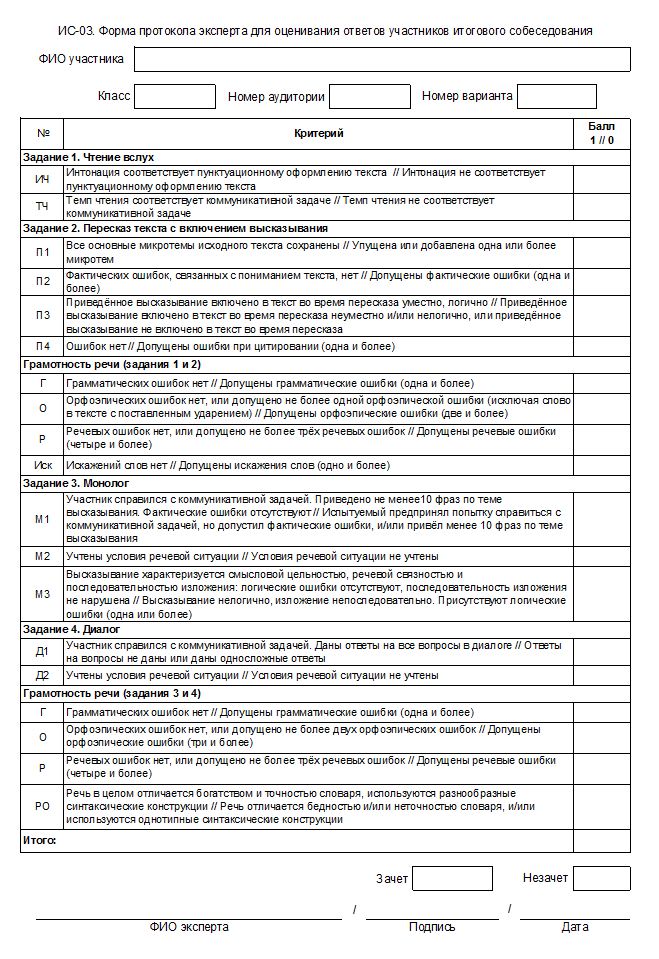 ИС-03. Форма протокола эксперта для оценивания ответов участников итогового собеседования
ФИО участника
Класс Номер аудитории Номер варианта
№ Критерий Балл
1 // 0
Задание 1. Чтение вслух
ИЧ Интонация соответствует пунктуационному оформлению текста // Интонация не соответствует
пунктуационному оформлению текста
ТЧ Темп чтения соответствует коммуникативной задаче // Темп чтения не соответствует
коммуникативной задаче
Задание 2. Пересказ текста с включением высказывания
П1 Все основные микротемы исходного текста сохранены // Упущена или добавлена одна или более
микротем
П2 Фактических ошибок, связанных с пониманием текста, нет // Допущены фактические ошибки (одна и
более)
П3 Приведённое высказывание включено в текст во время пересказа уместно, логично // Приведённое
высказывание включено в текст во время пересказа неуместно и/или нелогично, или приведённое
высказывание не включено в текст во время пересказа
П4 Ошибок нет // Допущены ошибки при цитировании (одна и более)
Грамотность речи (задания 1 и 2)
Г Грамматических ошибок нет // Допущены грамматические ошибки (одна и более)
О Орфоэпических ошибок нет, или допущено не более одной орфоэпической ошибки (исключая слово
в тексте с поставленным ударением) // Допущены орфоэпические ошибки (две и более)
Р Речевых ошибок нет, или допущено не более трёх речевых ошибок // Допущены речевые ошибки
(четыре и более)
Иск Искажений слов нет // Допущены искажения слов (одно и более)
Задание 3. Монолог
М1 Участник справился с коммуникативной задачей. Приведено не менее10 фраз по теме
высказывания. Фактические ошибки отсутствуют // Испытуемый предпринял попытку справиться с
коммуникативной задачей, но допустил фактические ошибки, и/или привёл менее 10 фраз по теме
высказывания
М2 Учтены условия речевой ситуации // Условия речевой ситуации не учтены
М3 Высказывание характеризуется смысловой цельностью, речевой связностью и
последовательностью изложения: логические ошибки отсутствуют, последовательность изложения
не нарушена // Высказывание нелогично, изложение непоследовательно. Присутствуют логические
ошибки (одна или более)
Задание 4. Диалог
Д1 Участник справился с коммуникативной задачей. Даны ответы на все вопросы в диалоге // Ответы
на вопросы не даны или даны односложные ответы
Д2 Учтены условия речевой ситуации // Условия речевой ситуации не учтены
Грамотность речи (задания 3 и 4)
Г Грамматических ошибок нет // Допущены грамматические ошибки (одна и более)
О Орфоэпических ошибок нет, или допущено не более двух орфоэпических ошибок // Допущены
орфоэпические ошибки (три и более)
Р Речевых ошибок нет, или допущено не более трёх речевых ошибок // Допущены речевые ошибки
(четыре и более)
РО Речь в целом отличается богатством и точностью словаря, используются разнообразные
синтаксические конструкции // Речь отличается бедностью и/или неточностью словаря, и/или
используются однотипные синтаксические конструкции
Итого:
Зачет Незачет
/ /
ФИО эксперта Подпись Дата